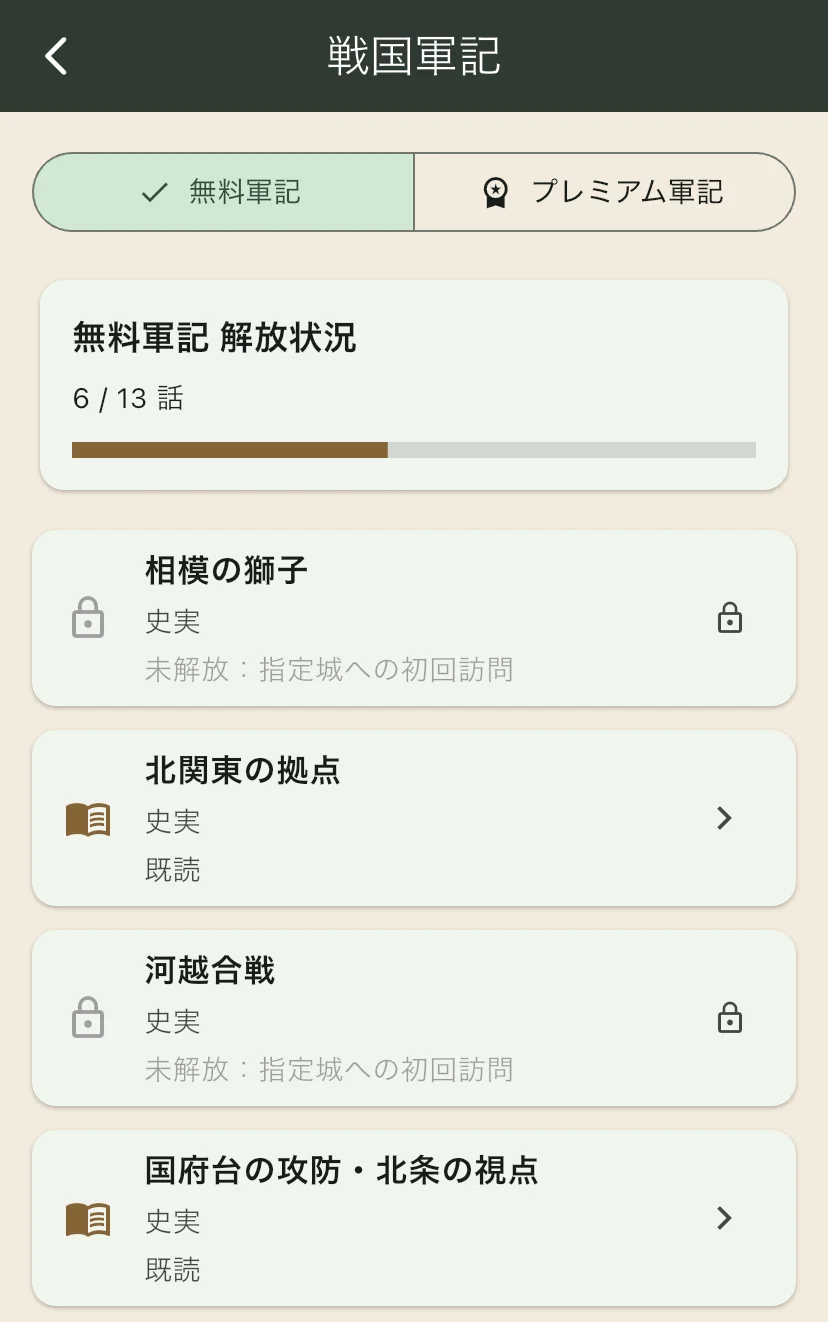 戦国軍記
無料軍記
プレミアム軍記
無料軍記 解放状況
6 / 13 話
相模の獅子
史実
未解放：指定城への初回訪問
北関東の拠点
史実
既読
河越合戦
史実
未解放：指定城への初回訪問
国府台の攻防・北条の視点
史実
既読